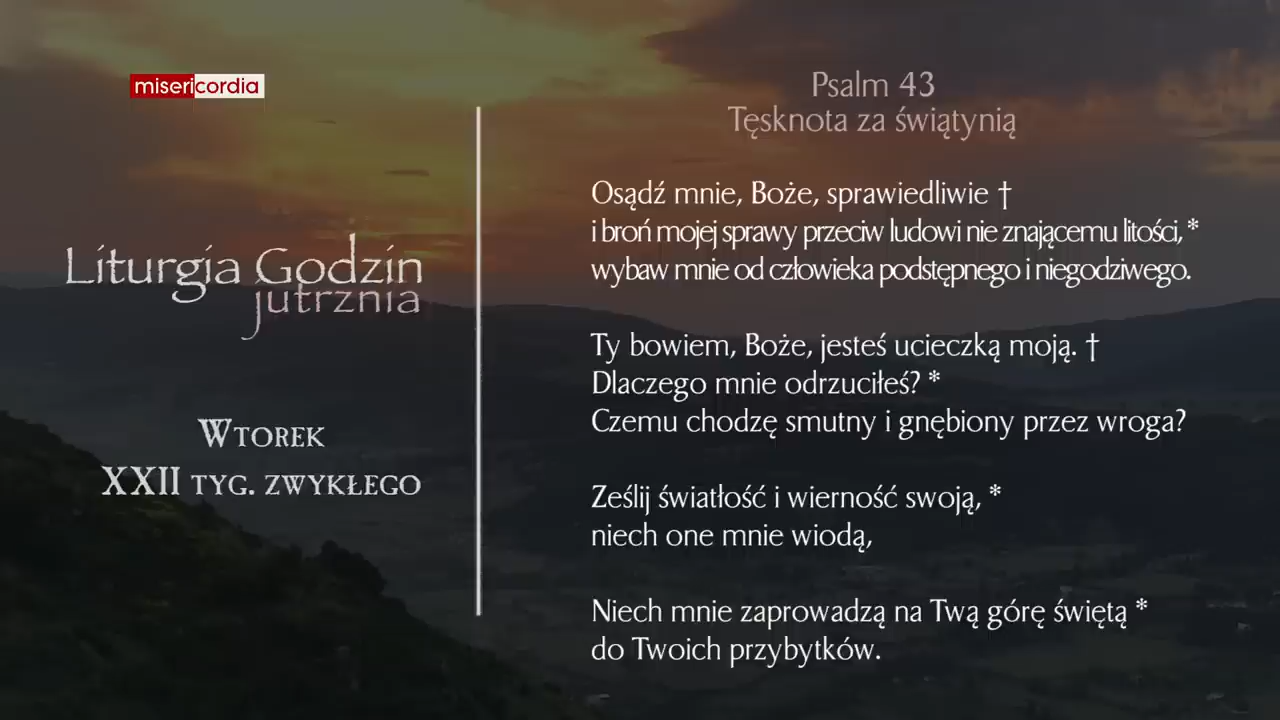 misericordia
Liturgia Godzin
jutrznia
Wtorek
XXII tyg. zwykłego
Psalm 43
Tęsknota za świątynią
Osądź mnie, Boże, sprawiedliwie †
i broń mojej sprawy przeciw ludowi nie znającemu litości, *
wybaw mnie od człowieka podstępnego i niegodziwego.
Ty bowiem, Boże, jesteś ucieczką moją. †
Dlaczego mnie odrzuciłeś? *
Czemu chodzę smutny i gnębiony przez wroga?
Ześlij światłość i wierność swoją, *
niech one mnie wiodą,
Niech mnie zaprowadzą na Twą górę świętą *
do Twoich przybytków.